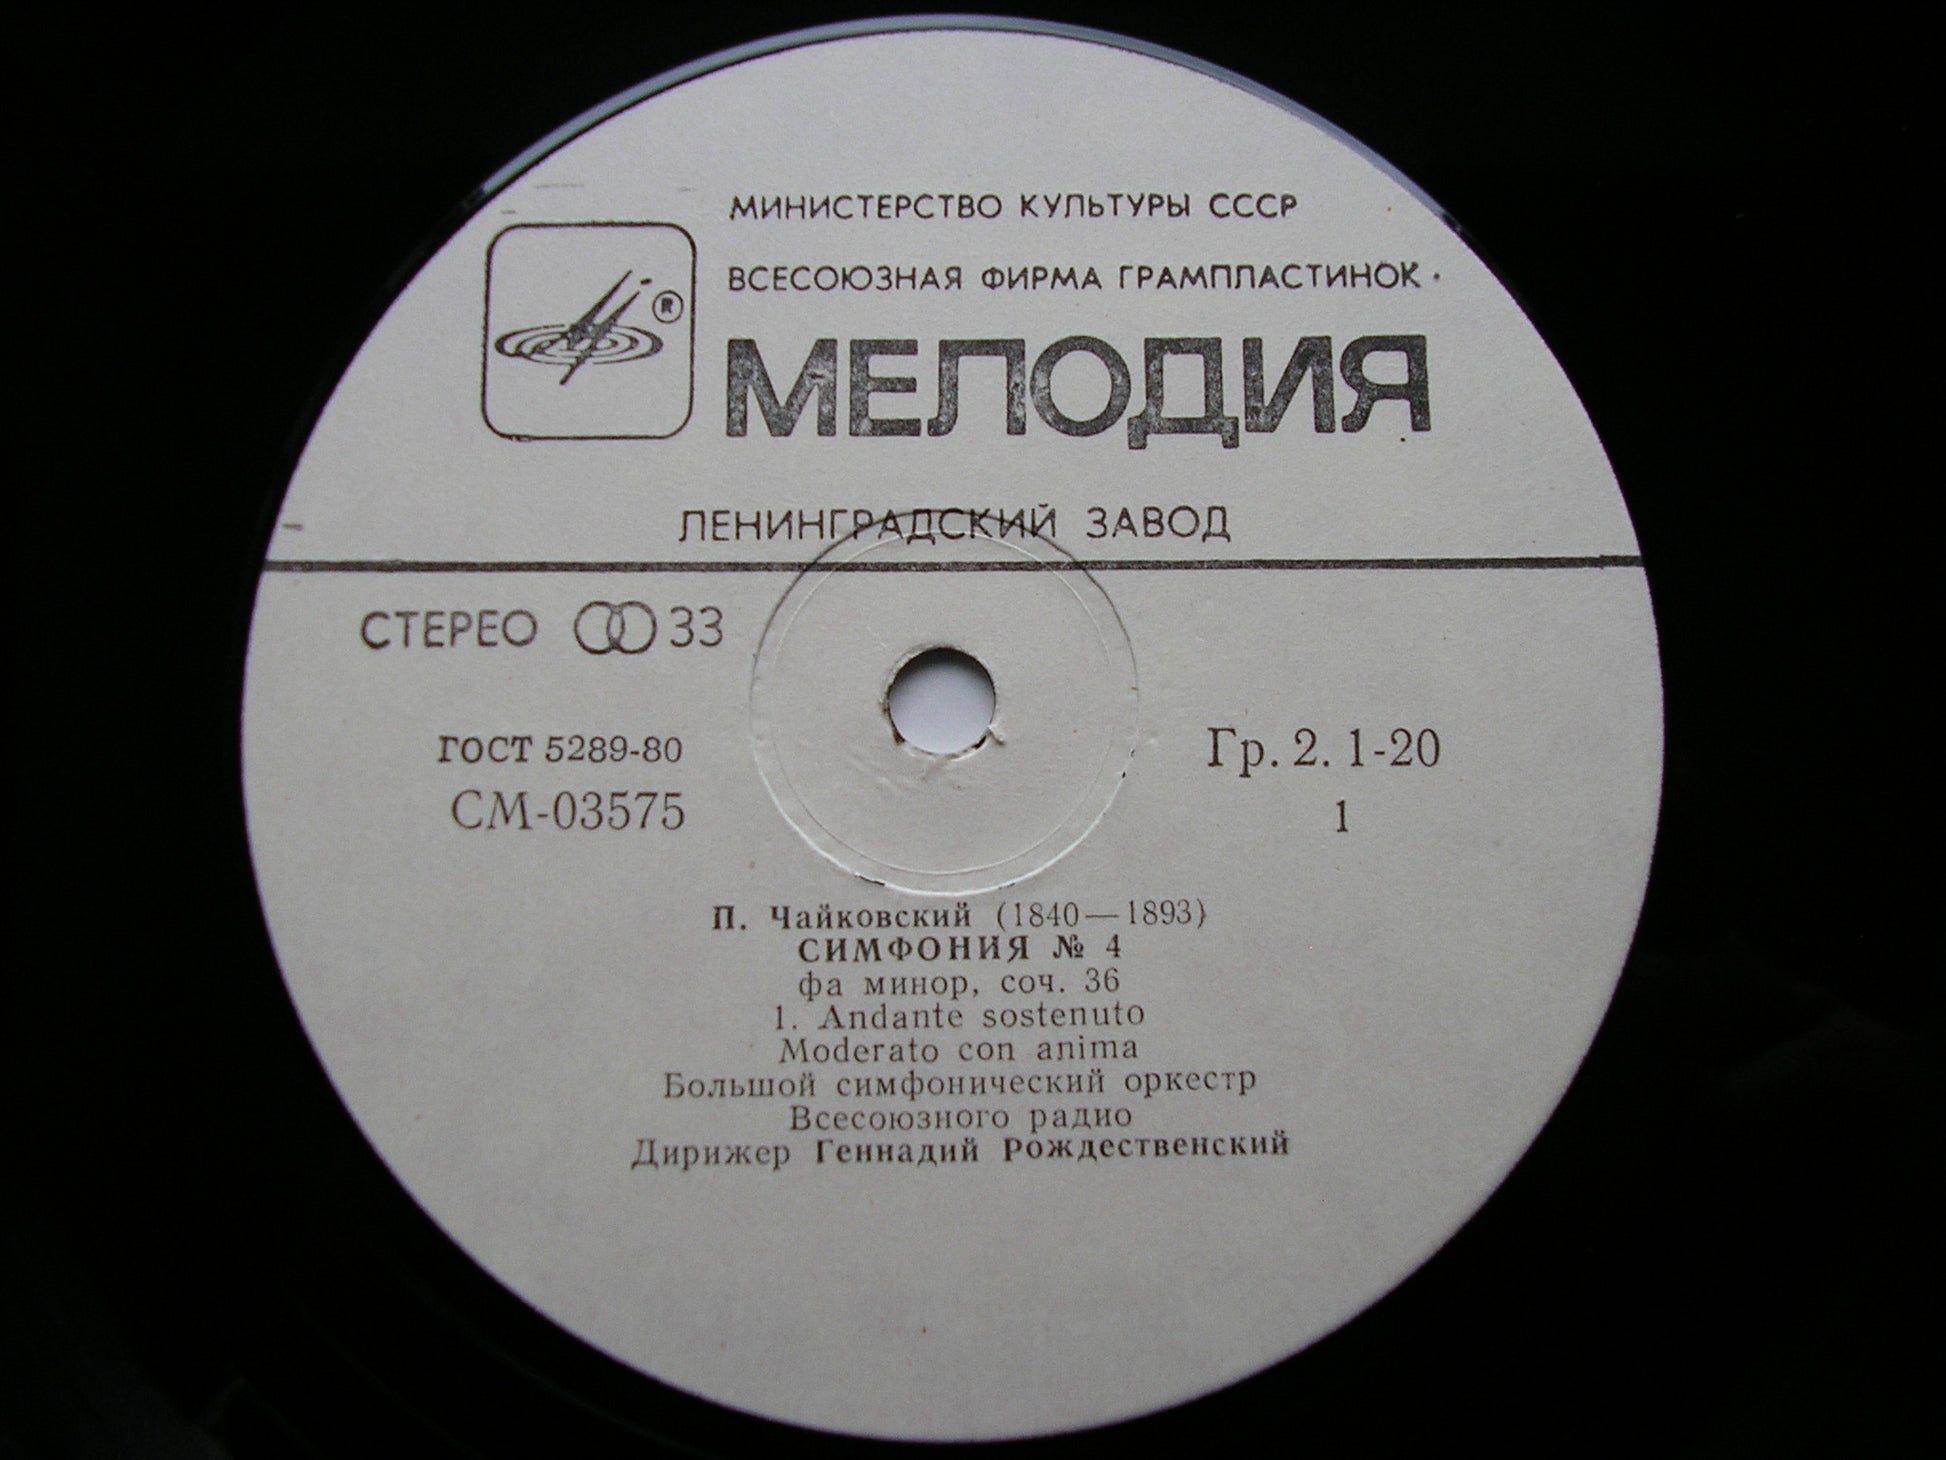 МИНИСТЕРСТВО КУЛЬТУРЫ СССР
ВСЕСОЮЗНАЯ ФИРМА ГРАМПЛАСТИНОК
®
МЕЛОДИЯ
ЛЕНИНГРАДСКИЙ ЗАВОД
СТЕРЕО 33
ГОСТ 5289-80
Гр. 2. 1-20
СМ-03575
1
П. Чайковский (1840—1893)
СИМФОНИЯ № 4
фа минор, соч. 36
1. Andante sostenuto
Moderato con anima
Большой симфонический оркестр
Всесоюзного радио
Дирижер Геннадий Рождественский